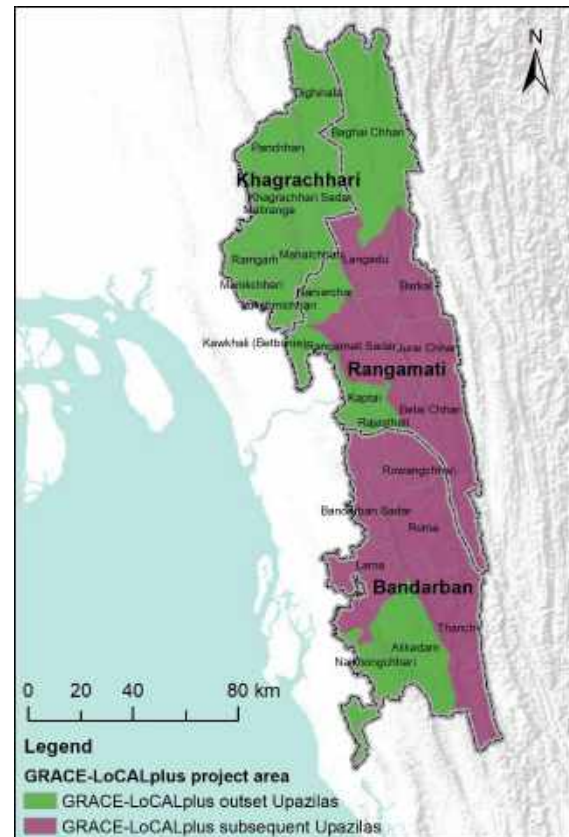 N
Dighinala
Baghai Chhari
Panchhari
Khagrachhari
Khagrachhari Sadar
Matiranga
Mahalchhari
Ramgarh
Langadu
Manikchhari
Barkal
Naniarchar
Kawkhali (Betbunia)
Rangamati Sadar
Jurai Chhari
Rangamati
Kaptai
Belai Chhari
Rajasthali
Rowangchhari
Bandarban Sadar
Ruma
Lama
Bandarban
Thanchi
Alikadam
Naikhongchhari
0 20 40 80 km
Legend
GRACE-LoCALplus project area
GRACE-LoCALplus outset Upazilas
GRACE-LoCALplus subsequent Upazilas